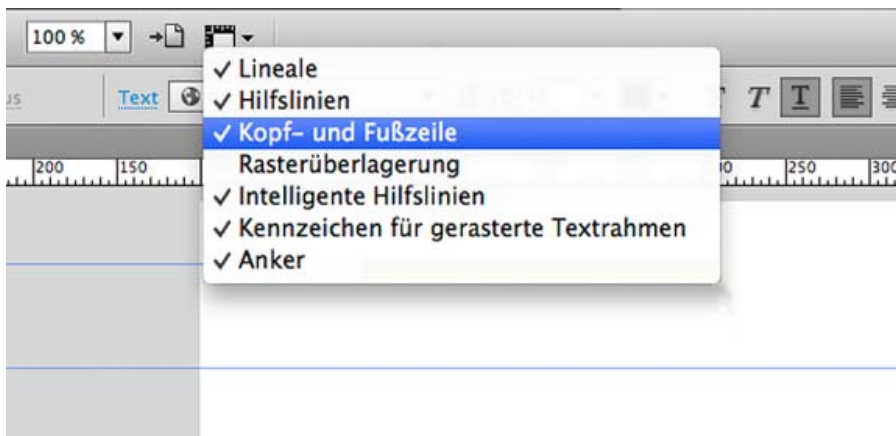 100 %
Lineale
Text
Hilfslinien
T T
Kopf- und Fußzeile
200 150 250 300
Rasterüberlagerung
Intelligente Hilfslinien
Kennzeichen für gerasterte Textrahmen
Anker